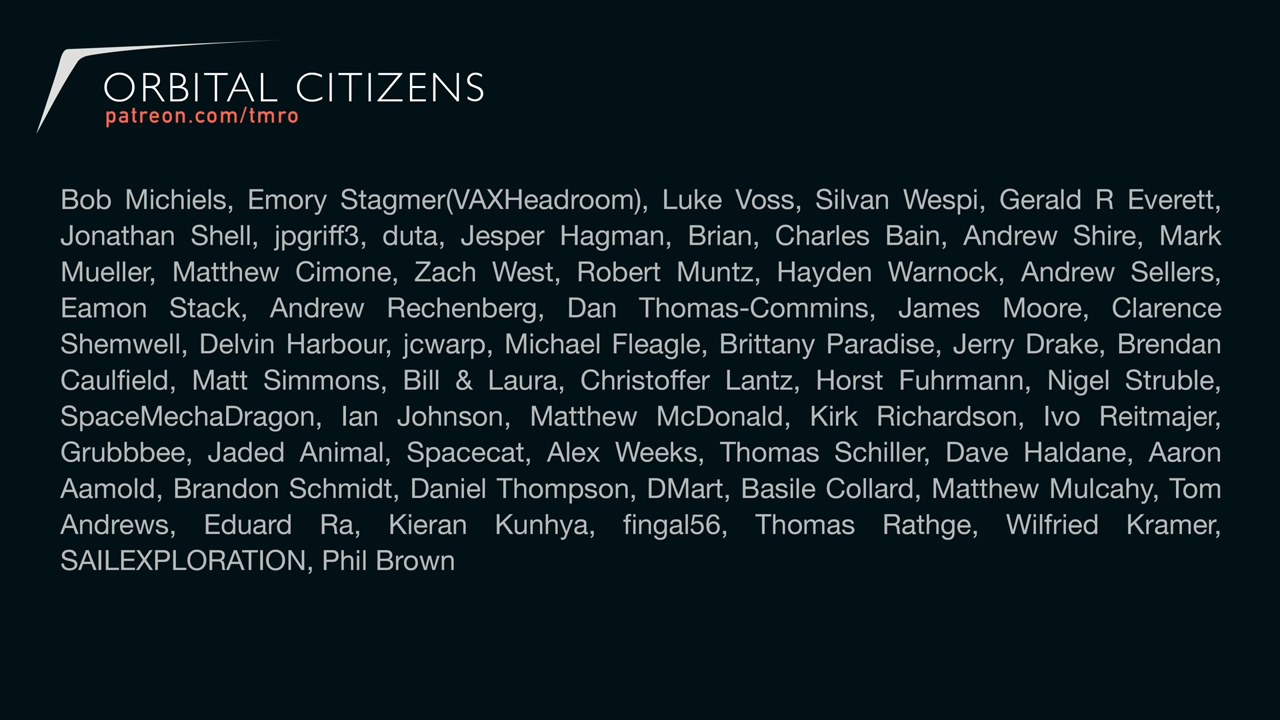 ORBITAL CITIZENS
patreon.com/tmro
Bob Michiels, Emory Stagmer(VAXHeadroom), Luke Voss, Silvan Wespi, Gerald R Everett,
Jonathan Shell, jpgriff3, duta, Jesper Hagman, Brian, Charles Bain, Andrew Shire, Mark
Mueller, Matthew Cimone, Zach West, Robert Muntz, Hayden Warnock, Andrew Sellers,
Eamon Stack, Andrew Rechenberg, Dan Thomas-Commins, James Moore, Clarence
Shemwell, Delvin Harbour, jcwarp, Michael Fleagle, Brittany Paradise, Jerry Drake, Brendan
Caulfield, Matt Simmons, Bill & Laura, Christoffer Lantz, Horst Fuhrmann, Nigel Struble,
SpaceMechaDragon, Ian Johnson, Matthew McDonald, Kirk Richardson, Ivo Reitmajer,
Grubbbee, Jaded Animal, Spacecat, Alex Weeks, Thomas Schiller, Dave Haldane, Aaron
Aamold, Brandon Schmidt, Daniel Thompson, DMart, Basile Collard, Matthew Mulcahy, Tom
Andrews, Eduard Ra, Kieran Kunhya, fingal56, Thomas Rathge, Wilfried Kramer,
SAILEXPLORATION, Phil Brown